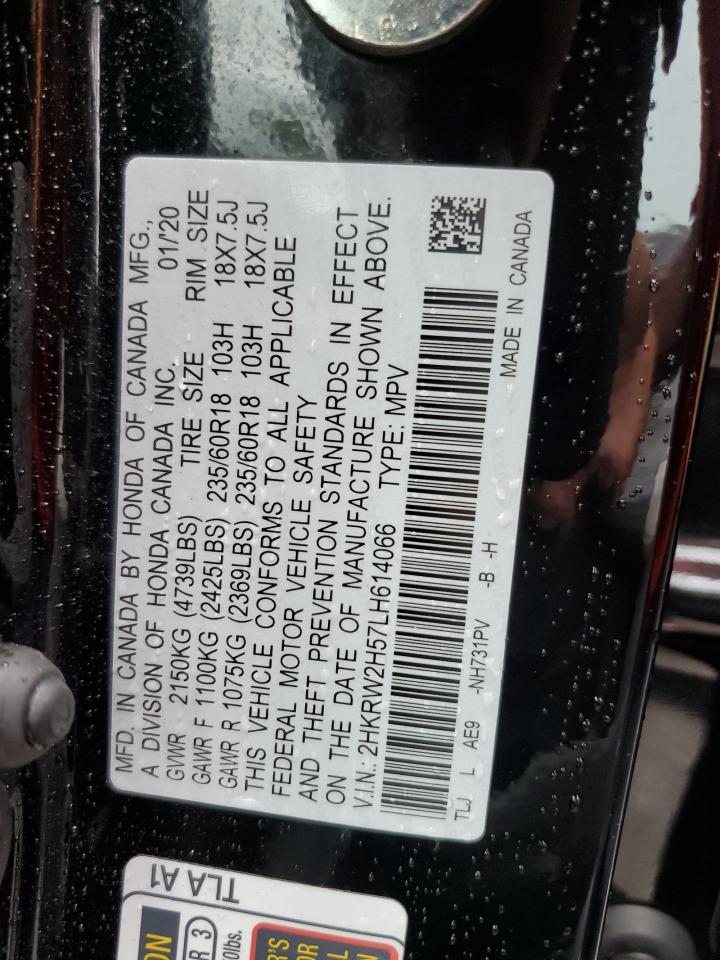 MFD. IN CANADA BY HONDA OF CANADA MFG.,
A DIVISION OF HONDA CANADA INC. 01/'20
GVWR 2150KG (4739LBS) TIRE SIZE RIM SIZE
GAWR F 1100KG (2425LBS) 235/60R18 103H 18X7.5J
GAWR R 1075KG (2369LBS) 235/60R18 103H 18X7.5J
THIS VEHICLE CONFORMS TO ALL APPLICABLE
FEDERAL MOTOR VEHICLE SAFETY
AND THEFT PREVENTION STANDARDS IN EFFECT
ON THE DATE OF MANUFACTURE SHOWN ABOVE.
V.I.N.: 2HKRW2H57LH614066 TYPE: MPV
TLJ L AE9 -NH731PV -B -H
MADE IN CANADA
TLA A1